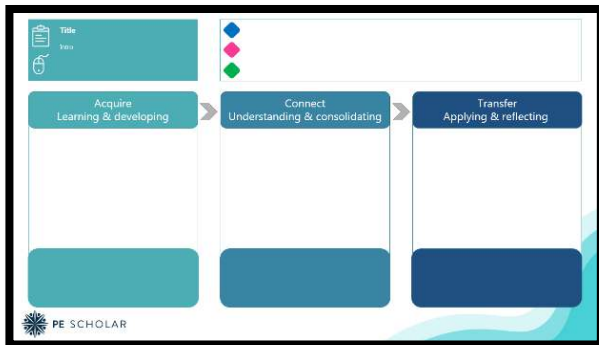 Title
Intro
Acquire
Learning & developing
Connect
Understanding & consolidating
Transfer
Applying & reflecting
PE SCHOLAR